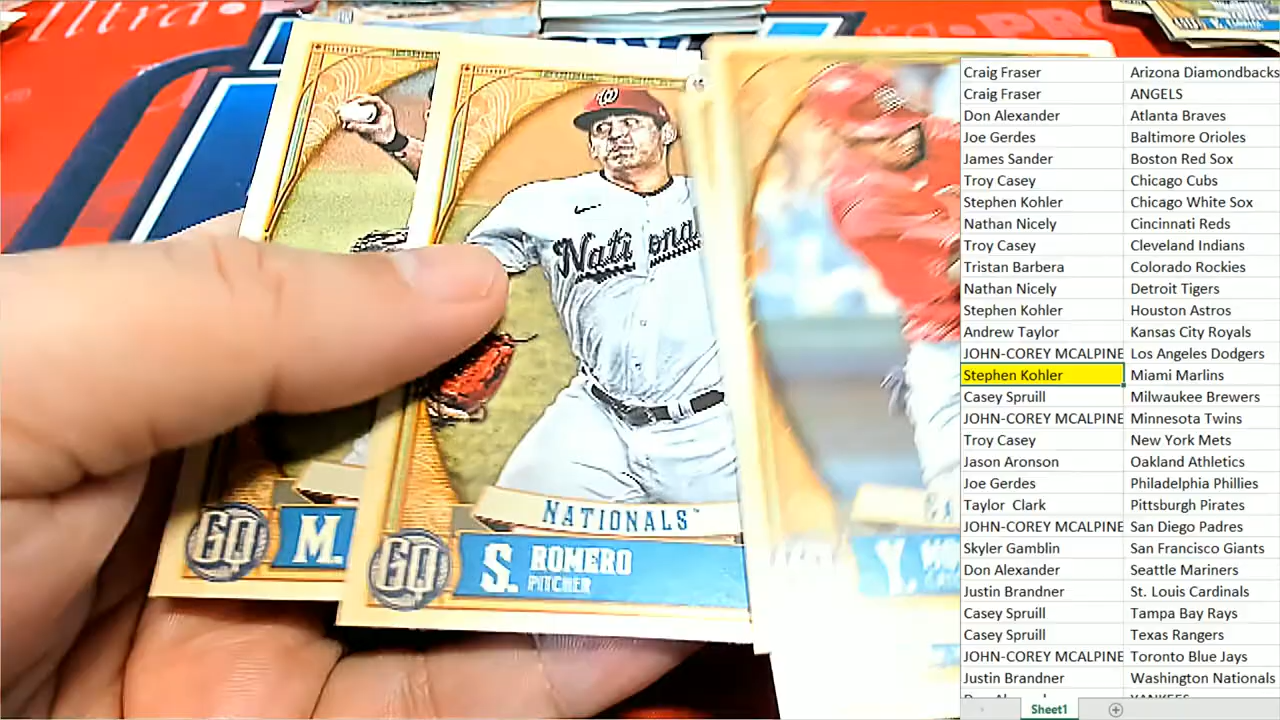 Ultra·PRO
Nationals
NATIONALS™
GQ M.
GQ S. ROMERO
PITCHER
Y.
Craig Fraser Arizona Diamondbacks
Craig Fraser ANGELS
Don Alexander Atlanta Braves
Joe Gerdes Baltimore Orioles
James Sander Boston Red Sox
Troy Casey Chicago Cubs
Stephen Kohler Chicago White Sox
Nathan Nicely Cincinnati Reds
Troy Casey Cleveland Indians
Tristan Barbera Colorado Rockies
Nathan Nicely Detroit Tigers
Stephen Kohler Houston Astros
Andrew Taylor Kansas City Royals
JOHN-COREY MCALPINE Los Angeles Dodgers
Stephen Kohler Miami Marlins
Casey Spruill Milwaukee Brewers
JOHN-COREY MCALPINE Minnesota Twins
Troy Casey New York Mets
Jason Aronson Oakland Athletics
Joe Gerdes Philadelphia Phillies
Taylor Clark Pittsburgh Pirates
JOHN-COREY MCALPINE San Diego Padres
Skyler Gamblin San Francisco Giants
Don Alexander Seattle Mariners
Justin Brandner St. Louis Cardinals
Casey Spruill Tampa Bay Rays
Casey Spruill Texas Rangers
JOHN-COREY MCALPINE Toronto Blue Jays
Justin Brandner Washington Nationals
Don Alexander YANKEES
Sheet1